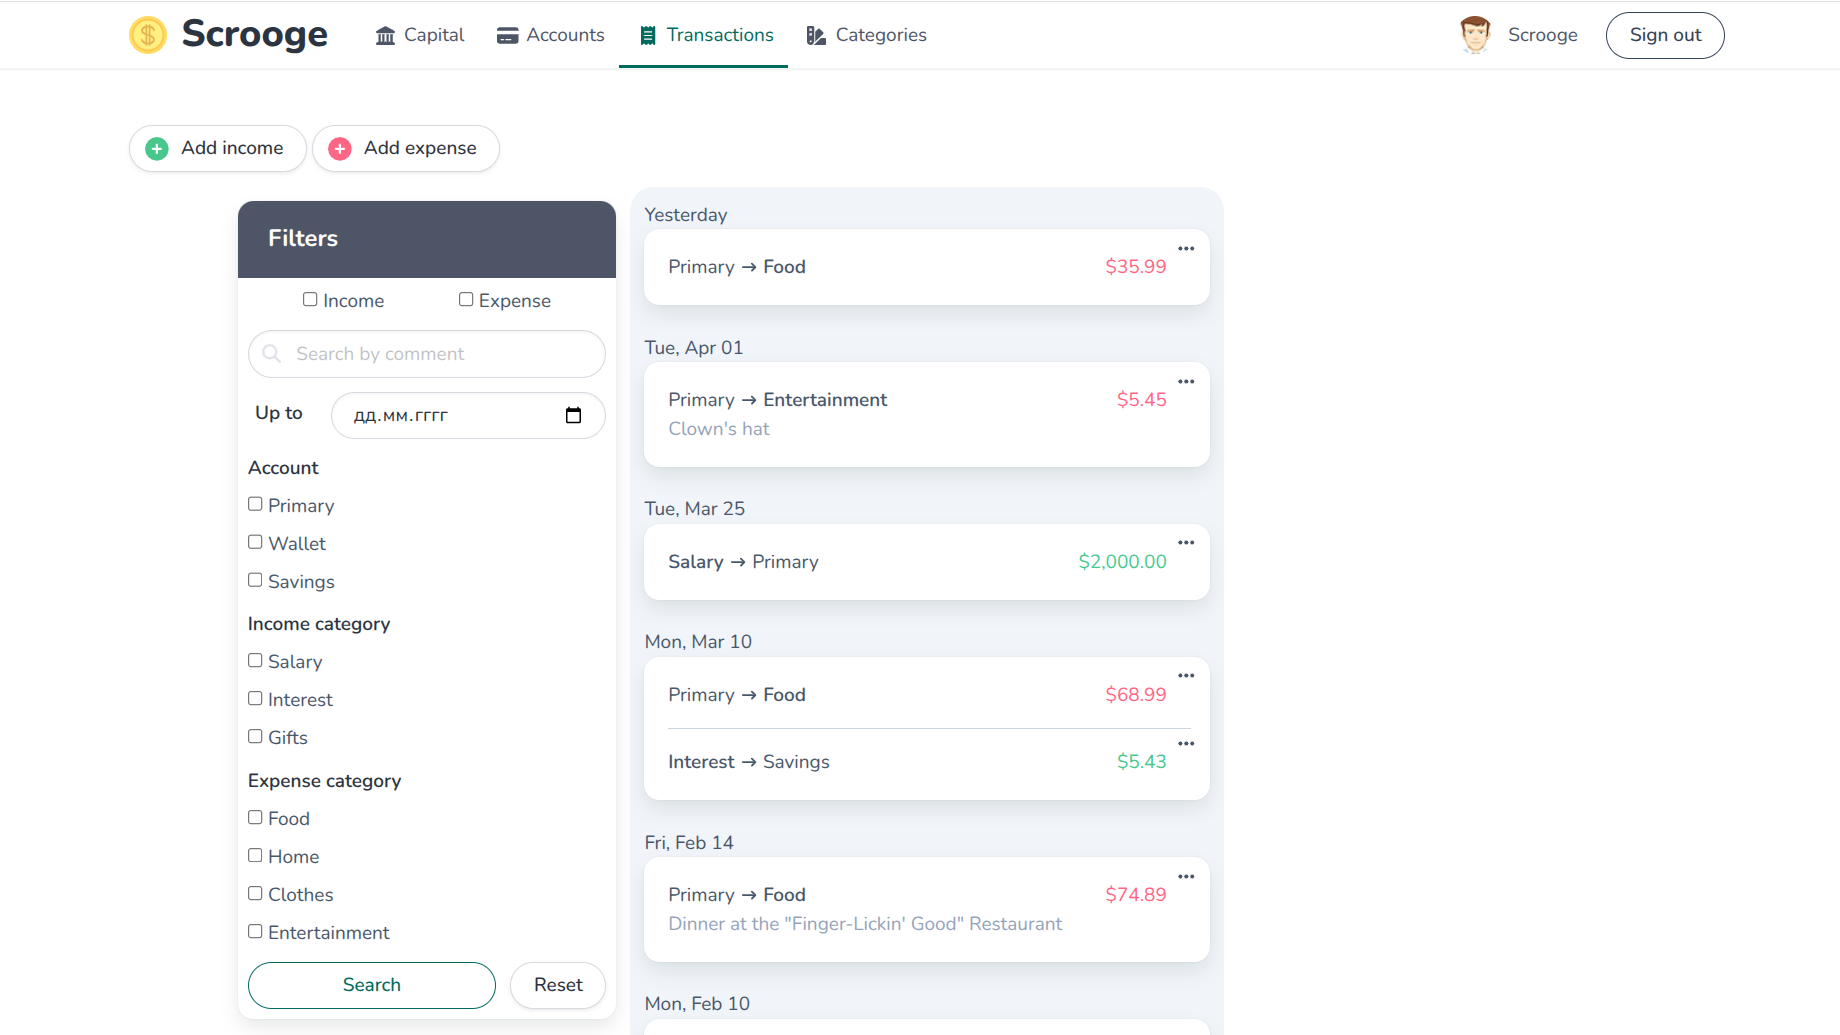 Scrooge
Capital
Accounts
Transactions
Categories
Scrooge
Sign out
Add income
Add expense
Filters
Income
Expense
Search by comment
Up to
дд.мм.гггг
Account
Primary
Wallet
Savings
Income category
Salary
Interest
Gifts
Expense category
Food
Home
Clothes
Entertainment
Search
Reset
Yesterday
Primary → Food $35.99
Tue, Apr 01
Primary → Entertainment $5.45
Clown's hat
Tue, Mar 25
Salary → Primary $2,000.00
Mon, Mar 10
Primary → Food $68.99
Interest → Savings $5.43
Fri, Feb 14
Primary → Food $74.89
Dinner at the "Finger-Lickin' Good" Restaurant
Mon, Feb 10